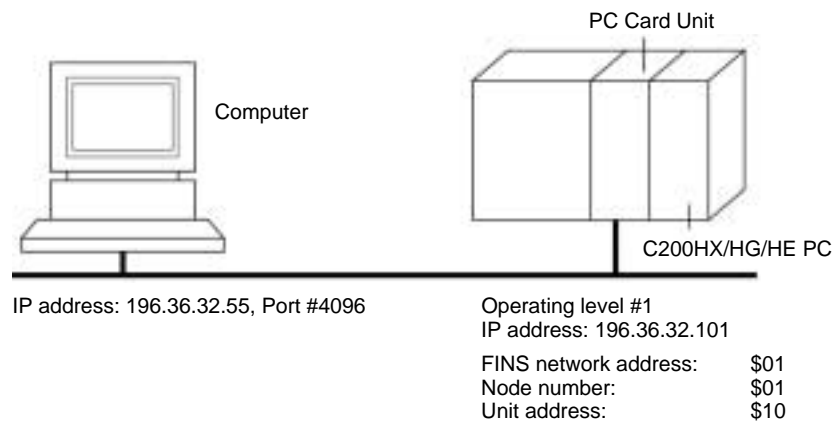 PC Card Unit
Computer
C200HX/HG/HE PC
IP address: 196.36.32.55, Port #4096
Operating level #1
IP address: 196.36.32.101
FINS network address: $01
Node number: $01
Unit address: $10